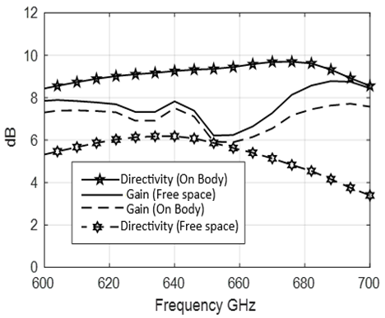 12
10
8
6
4
2
0
dB
Directivity (On Body)
Gain (Free space)
Gain (On Body)
Directivity (Free space)
600 620 640 660 680 700
Frequency GHz